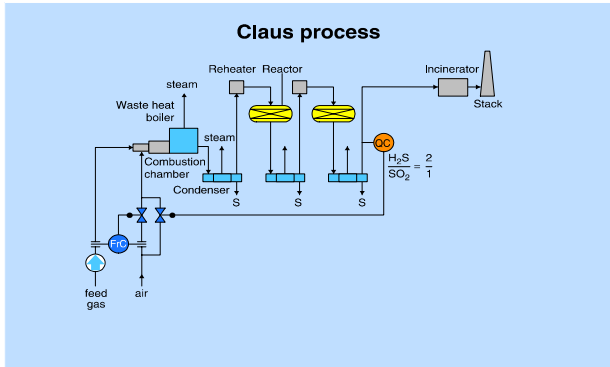 Claus process
Reheater Reactor
Incinerator
steam
Waste heat
boiler
Stack
steam
QC
Combustion
chamber
H₂S
SO₂
= 2
1
Condenser
S
S
S
FrC
feed
gas
air